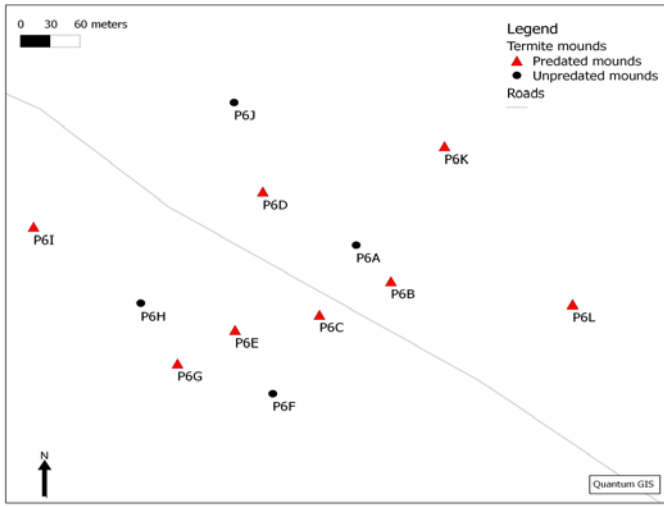 0 30 60 meters
Legend
Termite mounds
Predated mounds
Unpredated mounds
Roads
P6J
P6K
P6D
P6I
P6A
P6B
P6H
P6L
P6C
P6E
P6G
P6F
N
Quantum GIS